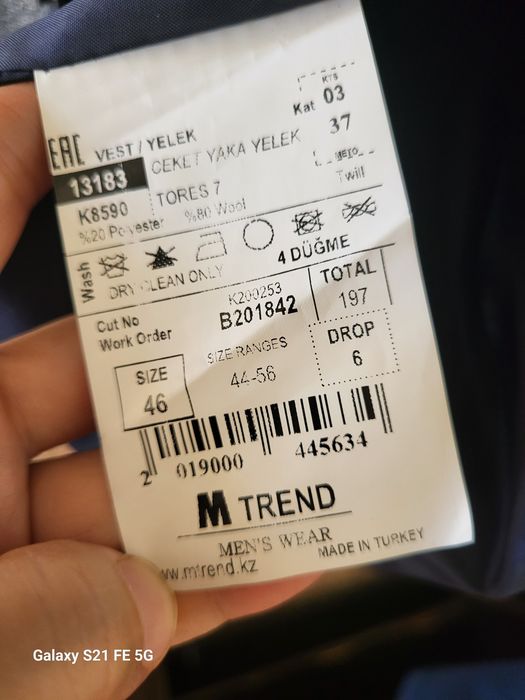 KTS
Kat 03
37
EAC VEST / YELEK
13183 CEKET YAKA YELEK
METO
K8590 TORES 7 Twill
%20 Polyester %80 Wool
Wash
DRY CLEAN ONLY 4 DÜĞME
Cut No K200253 TOTAL
Work Order B201842 197
SIZE SIZE RANGES DROP
46 44-56 6
2 019000 445634
M TREND
MEN'S WEAR MADE IN TURKEY
www.mtrend.kz
Galaxy S21 FE 5G